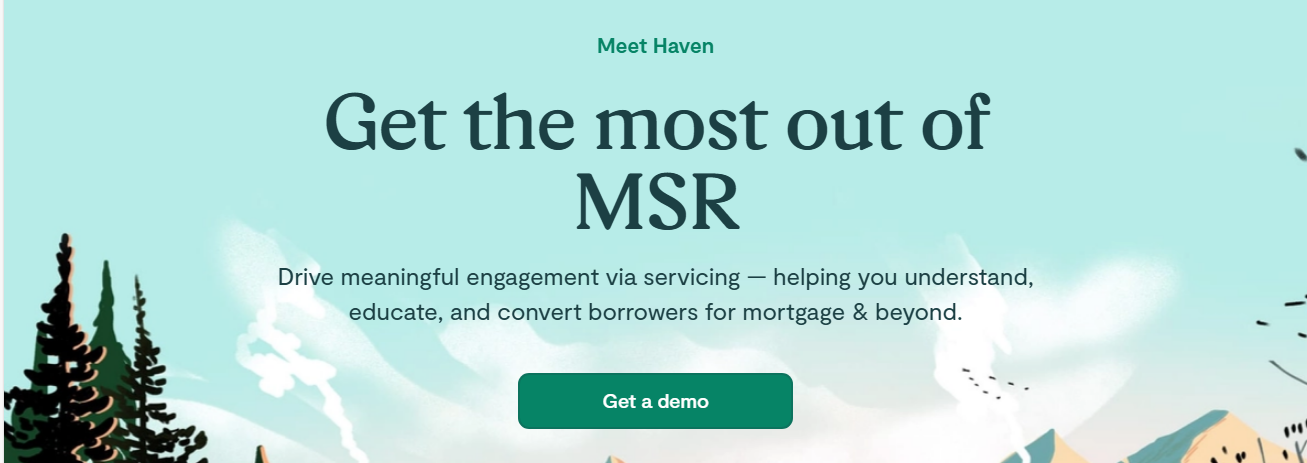 Meet Haven
Get the most out of
MSR
Drive meaningful engagement via servicing — helping you understand,
educate, and convert borrowers for mortgage & beyond.
Get a demo